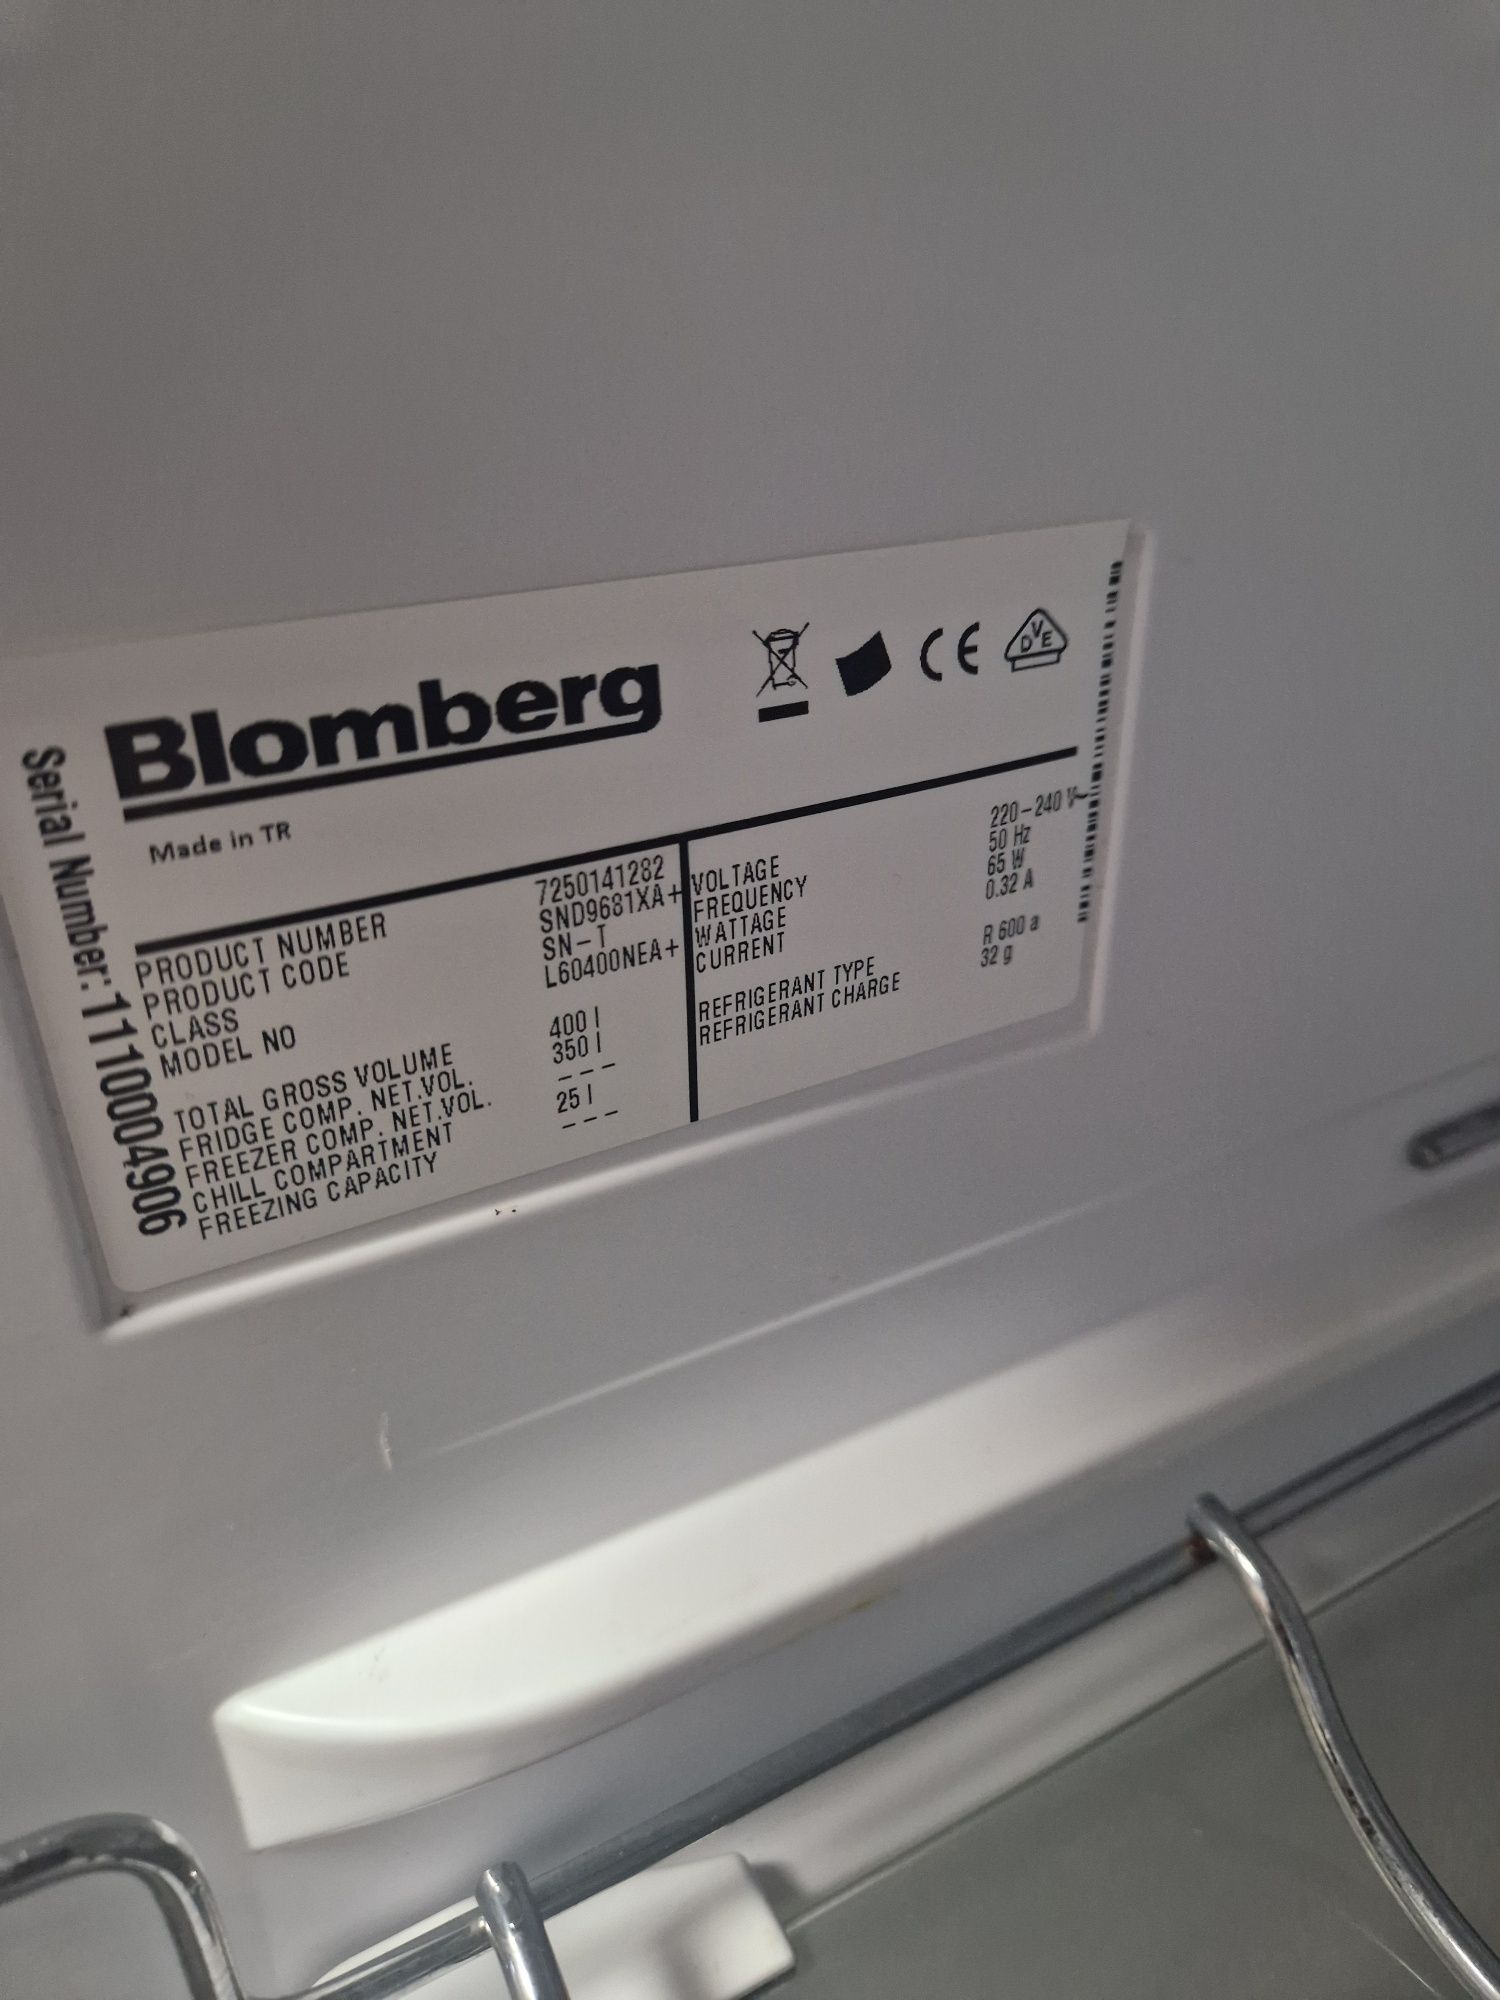 Blomberg
CE
DVE
Made in TR
Serial Number:1110004906
PRODUCT NUMBER 7250141282
PRODUCT CODE SND9681XA+
CLASS SN-T
MODEL NO L60400NEA+
TOTAL GROSS VOLUME 400 l
FRIDGE COMP. NET.VOL. 350 l
FREEZER COMP. NET.VOL. ---
CHILL COMPARTMENT 25 l
FREEZING CAPACITY ---
VOLTAGE 220-240 V~
FREQUENCY 50 Hz
WATTAGE 65 W
CURRENT 0.32 A
REFRIGERANT TYPE R 600 a
REFRIGERANT CHARGE 32 g